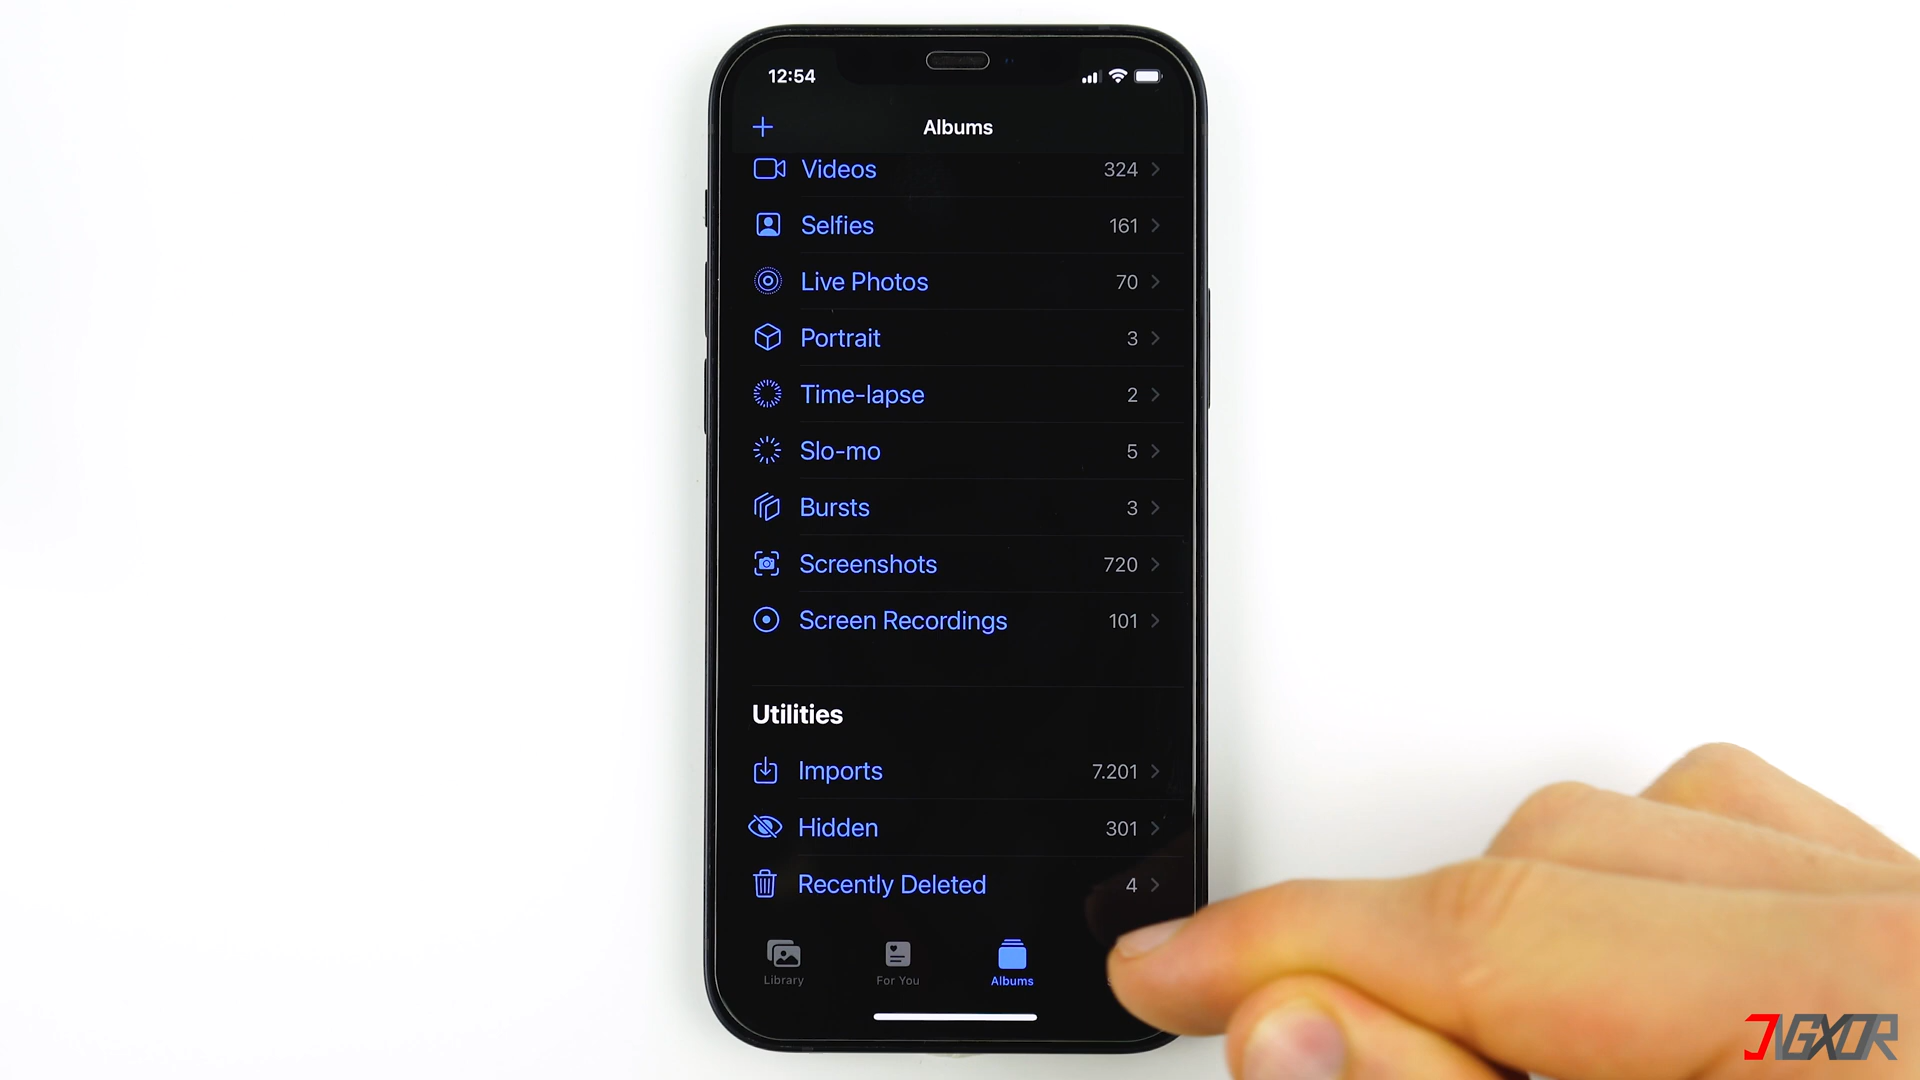 12:54
Albums
Videos 324
Selfies 161
Live Photos 70
Portrait 3
Time-lapse 2
Slo-mo 5
Bursts 3
Screenshots 720
Screen Recordings 101
Utilities
Imports 7.201
Hidden 301
Recently Deleted 4
Library For You Albums
JIGXOR